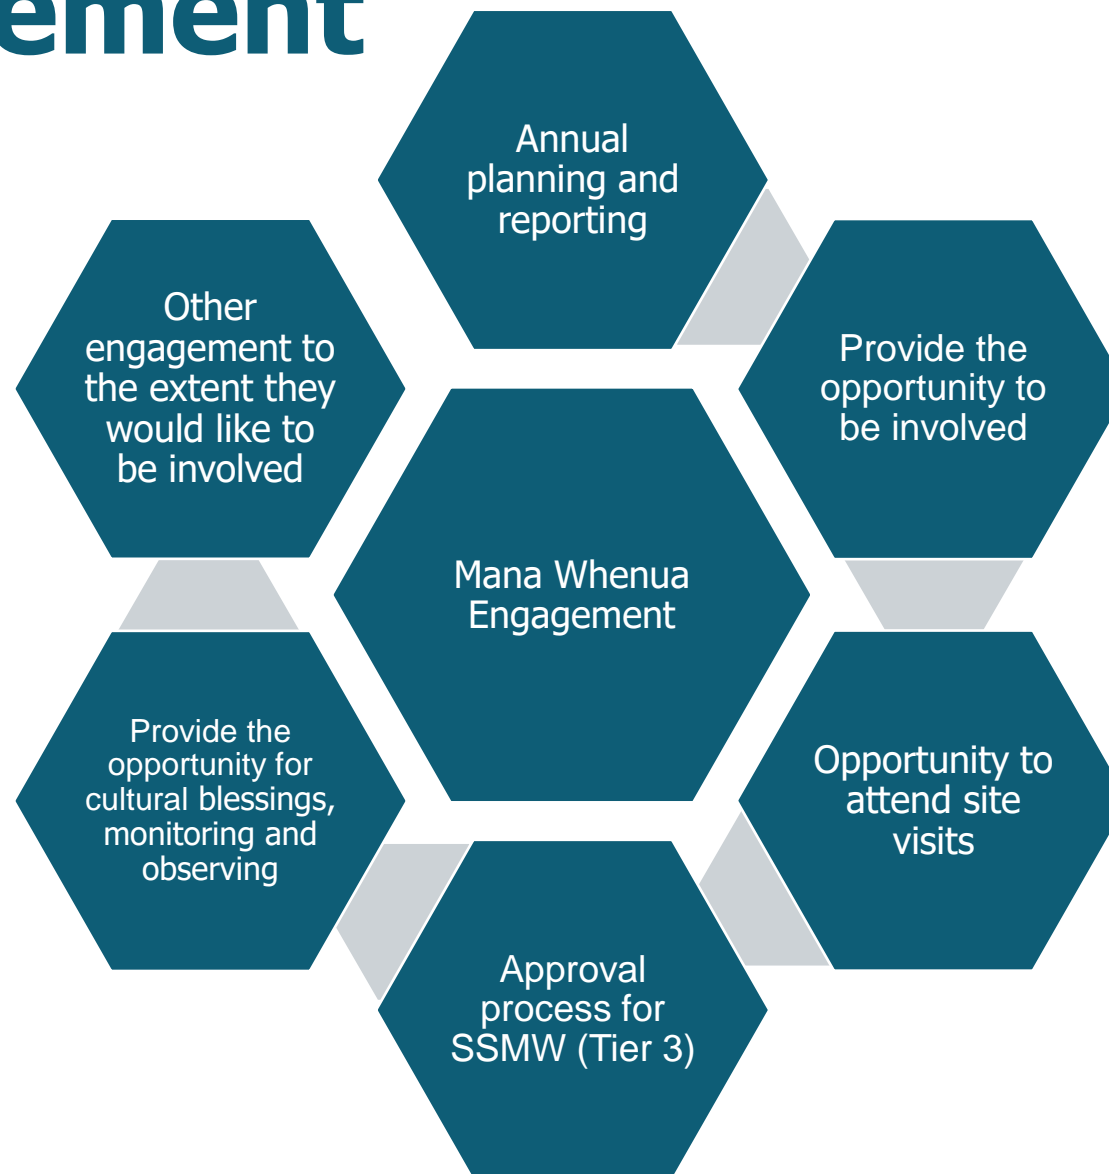 ement
Annual
planning and
reporting
Provide the
opportunity to
be involved
Opportunity to
attend site
visits
Approval
process for
SSMW (Tier 3)
Provide the
opportunity for
cultural blessings,
monitoring and
observing
Other
engagement to
the extent they
would like to
be involved
Mana Whenua
Engagement